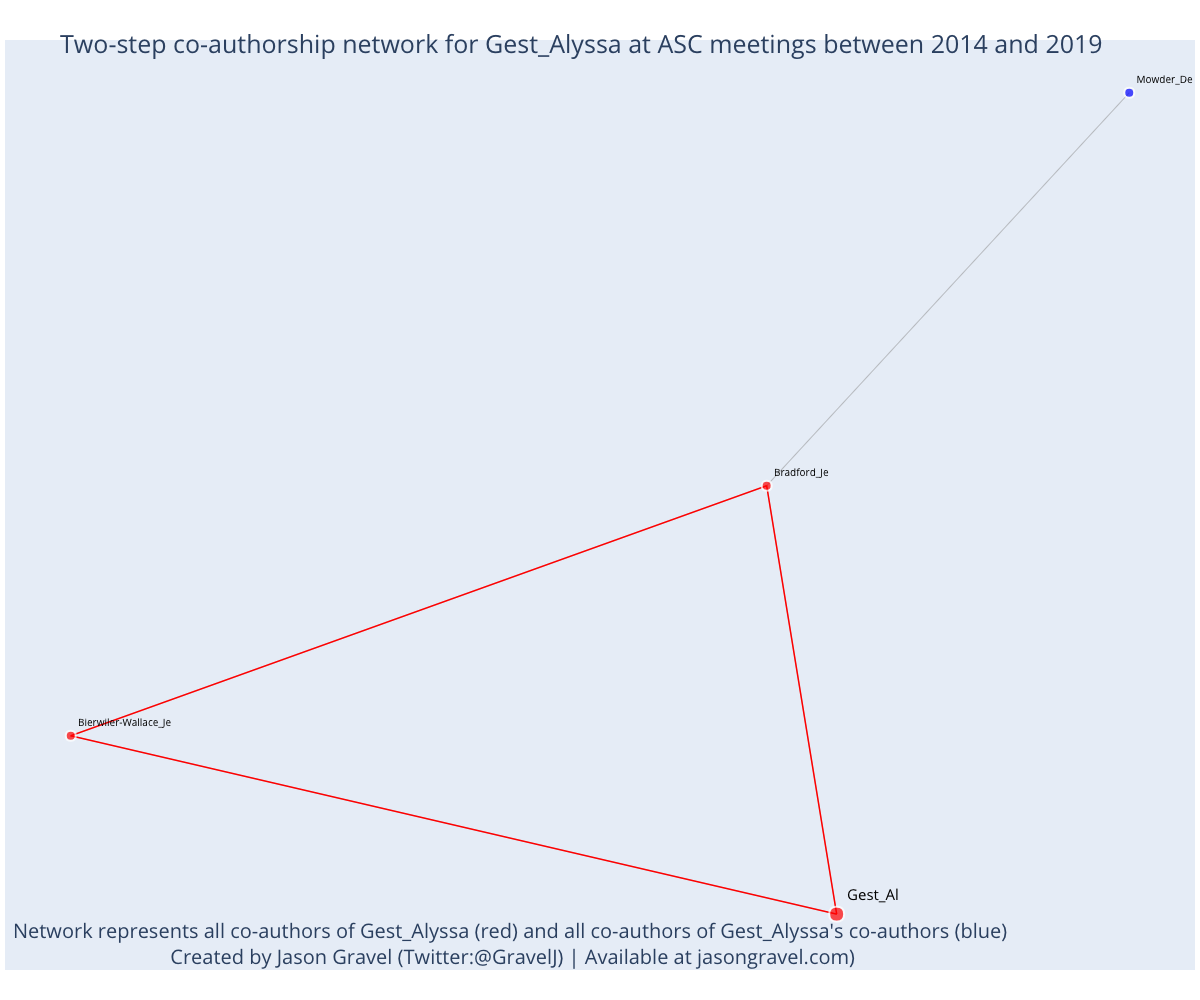 Two-step co-authorship network for Gest_Alyssa at ASC meetings between 2014 and 2019
Mowder_De
Bradford_Je
Bierwiler-Wallace_Je
Gest_Al
Network represents all co-authors of Gest_Alyssa (red) and all co-authors of Gest_Alyssa's co-authors (blue)
Created by Jason Gravel (Twitter:@GravelJ) | Available at jasongravel.com)